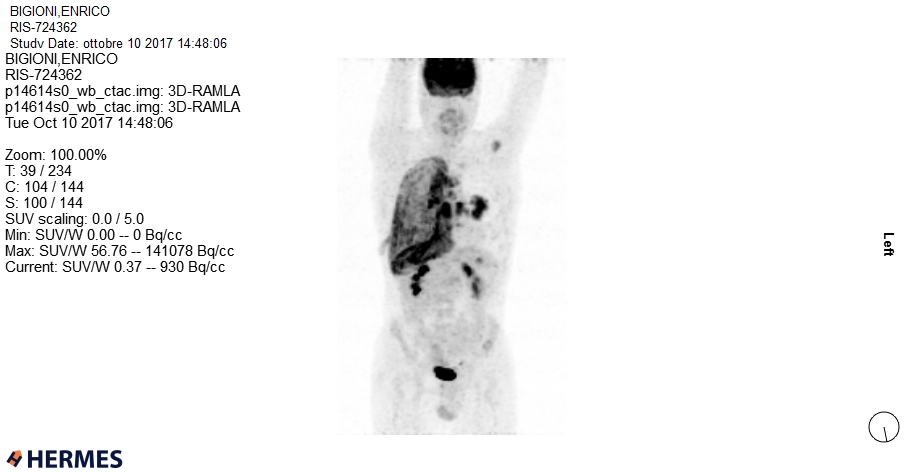 BIGIONI,ENRICO
RIS-724362
Study Date: ottobre 10 2017 14:48:06
BIGIONI,ENRICO
RIS-724362
p14614s0_wb_ctac.img: 3D-RAMLA
p14614s0_wb_ctac.img: 3D-RAMLA
Tue Oct 10 2017 14:48:06
Zoom: 100.00%
T: 39 / 234
C: 104 / 144
S: 100 / 144
SUV scaling: 0.0 / 5.0
Min: SUV/W 0.00 -- 0 Bq/cc
Max: SUV/W 56.76 -- 141078 Bq/cc
Current: SUV/W 0.37 -- 930 Bq/cc
Left
HERMES